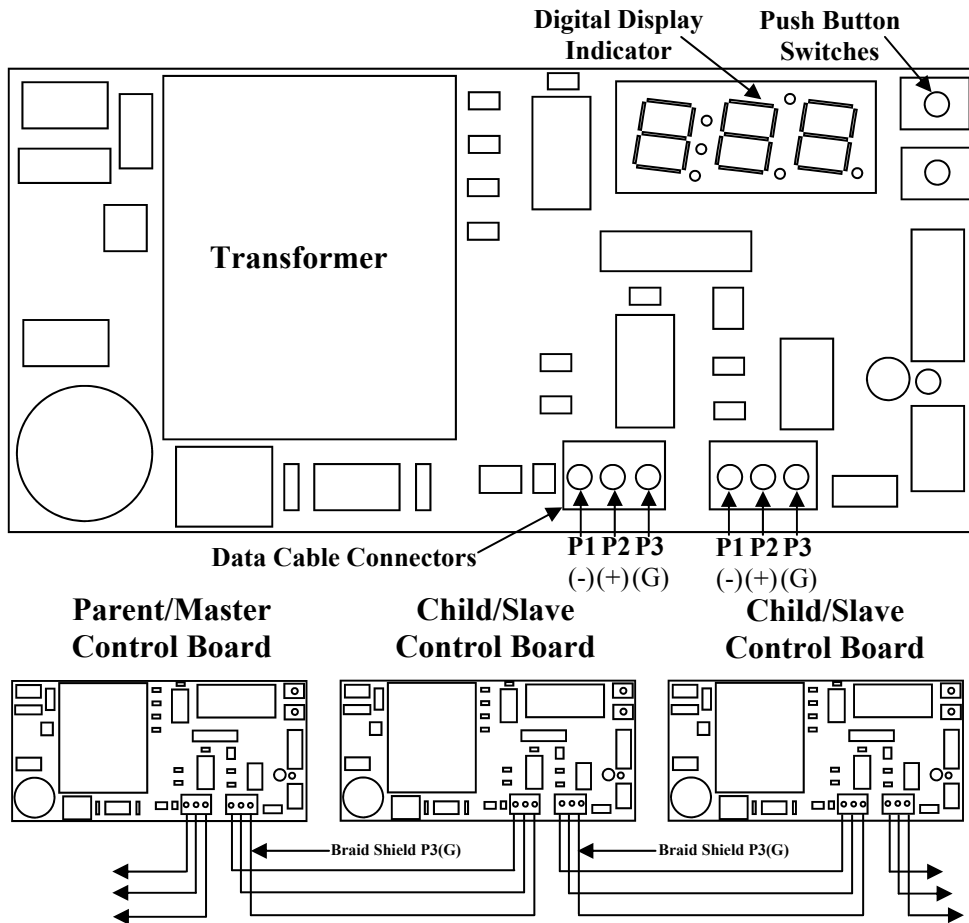 Digital Display
Indicator
Push Button
Switches
Transformer
Data Cable Connectors
P1 P2 P3
(-) (+) (G)
P1 P2 P3
(-) (+) (G)
Parent/Master
Control Board
Child/Slave
Control Board
Child/Slave
Control Board
Braid Shield P3(G)
Braid Shield P3(G)